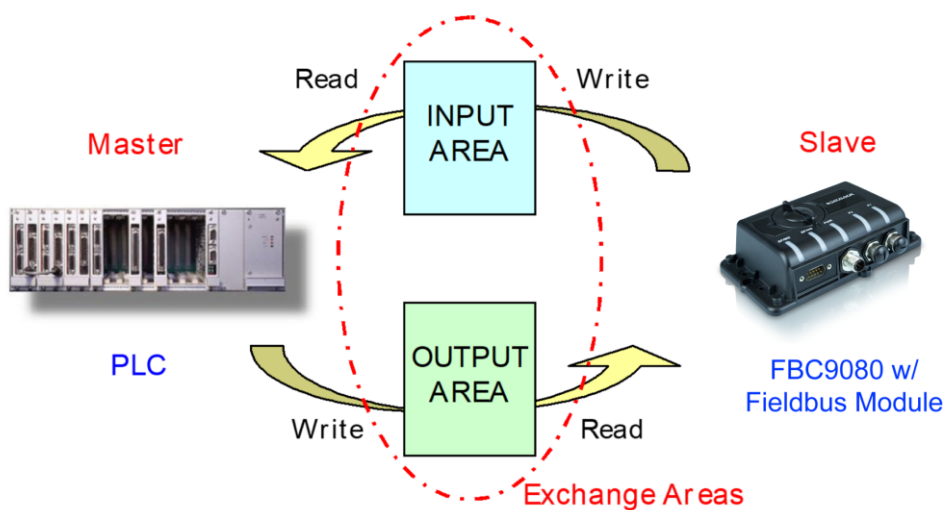 Read
Write
INPUT
AREA
Master
Slave
PLC
OUTPUT
AREA
FBC9080 w/
Fieldbus Module
Write
Read
Exchange Areas